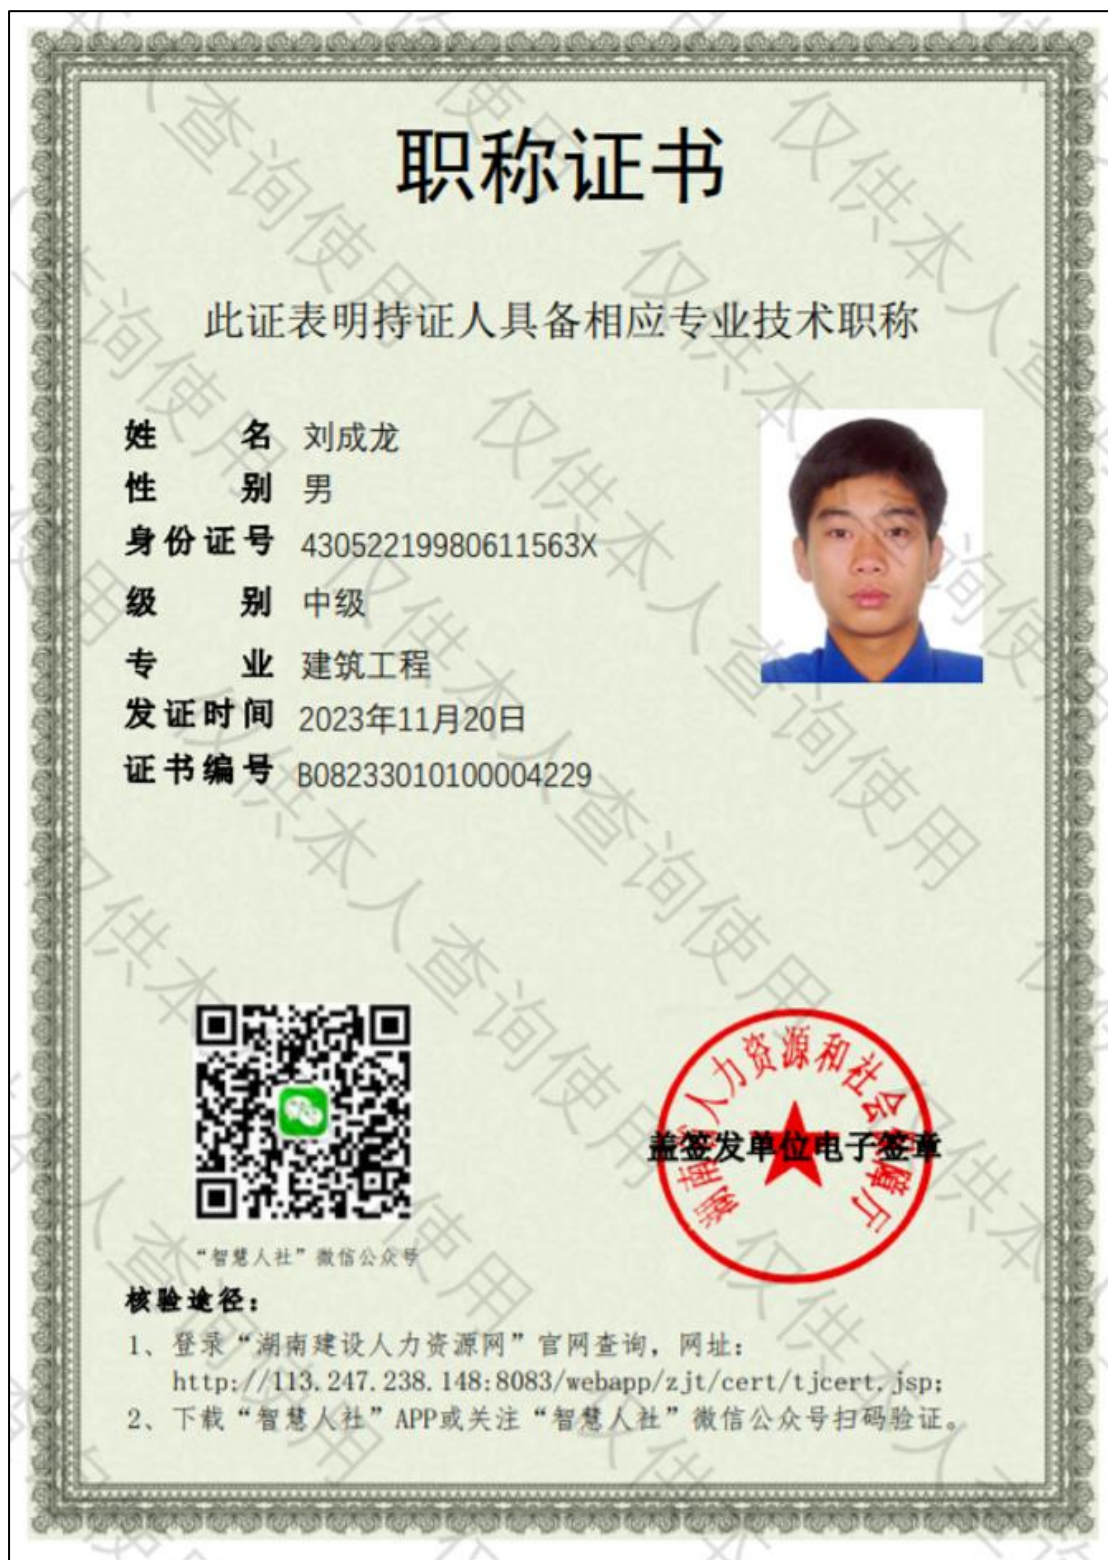 职称证书
此证表明持证人具备相应专业技术职称
姓名 刘成龙
性别 男
身份证号 43052219980611563X
级别 中级
专业 建筑工程
发证时间 2023年11月20日
证书编号 B08233010100004229
湖南省人力资源和社会保障厅
盖签发单位电子签章
“智慧人社”微信公众号
核验途径:
1、登录“湖南建设人力资源网”官网查询，网址:
http://113.247.238.148:8083/webapp/zjt/cert/tjcert.jsp;
2、下载“智慧人社”APP或关注“智慧人社”微信公众号扫码验证。
仅供本人查询使用